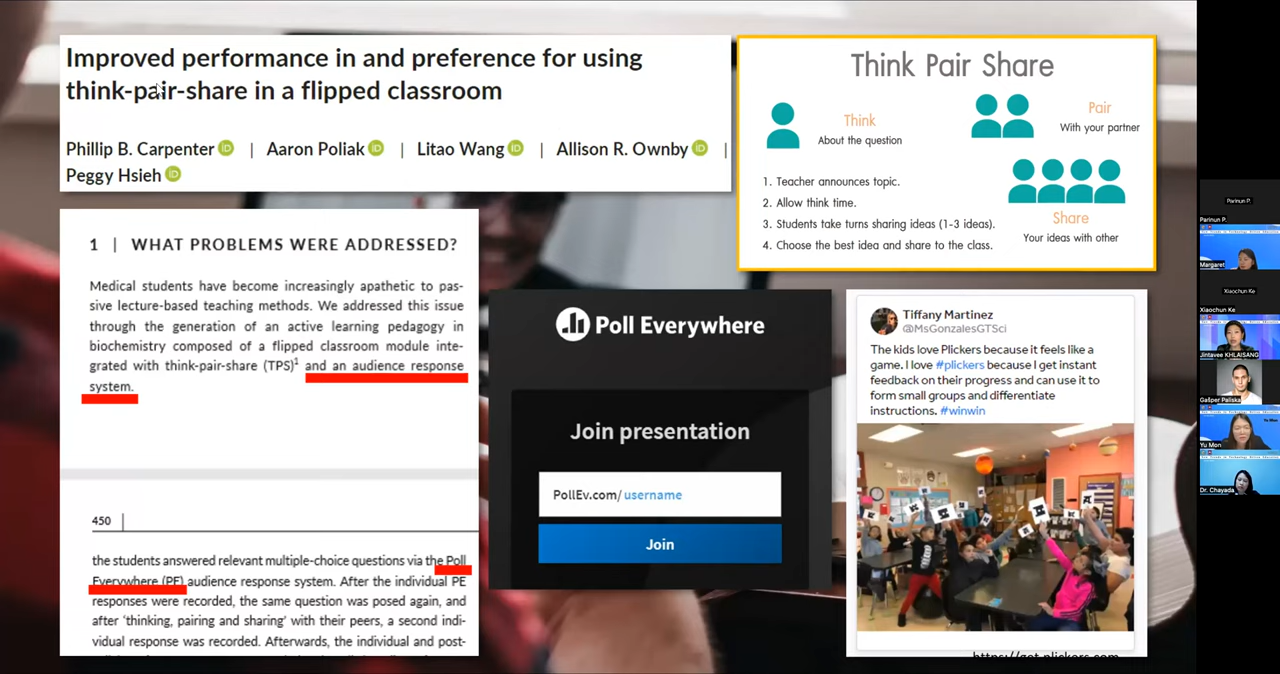 Improved performance in and preference for using
think-pair-share in a flipped classroom
Phillip B. Carpenter iD | Aaron Poliak iD | Litao Wang iD | Allison R. Ownby iD |
Peggy Hsieh iD
1 | WHAT PROBLEMS WERE ADDRESSED?
Medical students have become increasingly apathetic to pas-
sive lecture-based teaching methods. We addressed this issue
through the generation of an active learning pedagogy in
biochemistry composed of a flipped classroom module inte-
grated with think-pair-share (TPS)1 and an audience response
system.
450
the students answered relevant multiple-choice questions via the Poll
Everywhere (PE) audience response system. After the individual PE
responses were recorded, the same question was posed again, and
after ‘thinking, pairing and sharing’ with their peers, a second indi-
vidual response was recorded. Afterwards, the individual and post-
Think Pair Share
Think
About the question
Pair
With your partner
1. Teacher announces topic.
2. Allow think time.
3. Students take turns sharing ideas (1-3 ideas).
4. Choose the best idea and share to the class.
Share
Your ideas with other
Poll Everywhere
Join presentation
PollEv.com/ username
Join
Tiffany Martinez
@MsGonzalesGTSci
The kids love Plickers because it feels like a
game. I love #plickers because I get instant
feedback on their progress and can use it to
form small groups and differentiate
instructions. #winwin
https://get.plickers.com
Parinun P.
Parinun P.
Margaret
Xiaochun Ke
Xiaochun Ke
Jintavee KHLAISANG
Gašper Paliska
Yu Mon
Dr. Chayada